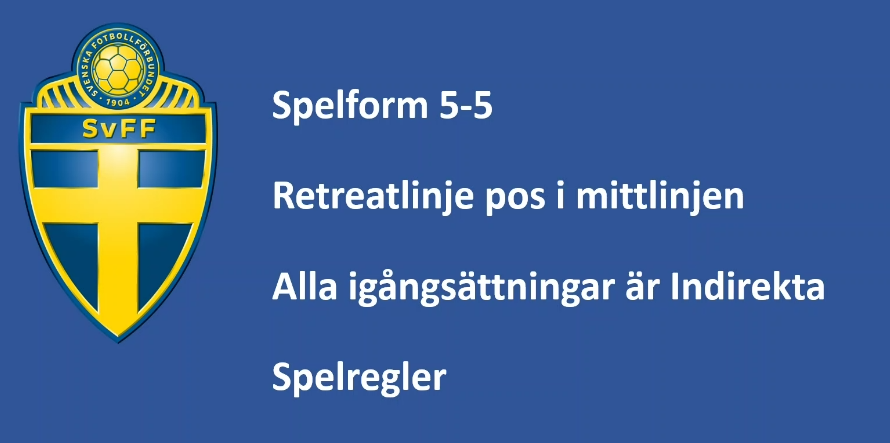 SVENSKA FOTBOLLFÖRBUNDET
· 1904 ·
SvFF
Spelform 5-5
Retreatlinje pos i mittlinjen
Alla igångsättningar är Indirekta
Spelregler